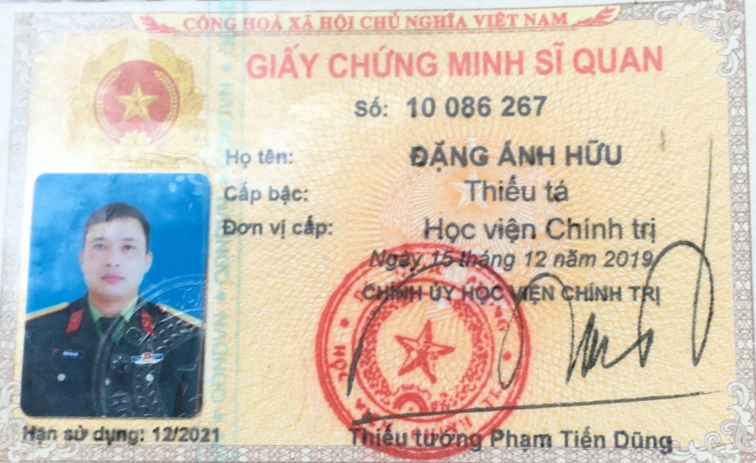 CỘNG HOÀ XÃ HỘI CHỦ NGHĨA VIỆT NAM
GIẤY CHỨNG MINH SĨ QUAN
Số: 10 086 267
Họ tên: ĐẶNG ÁNH HỮU
Cấp bậc: Thiếu tá
Đơn vị cấp: Học viện Chính trị
Ngày 15 tháng 12 năm 2019
CHÍNH ỦY HỌC VIỆN CHÍNH TRỊ
Hạn sử dụng: 12/2021
Thiếu tướng Phạm Tiến Dũng